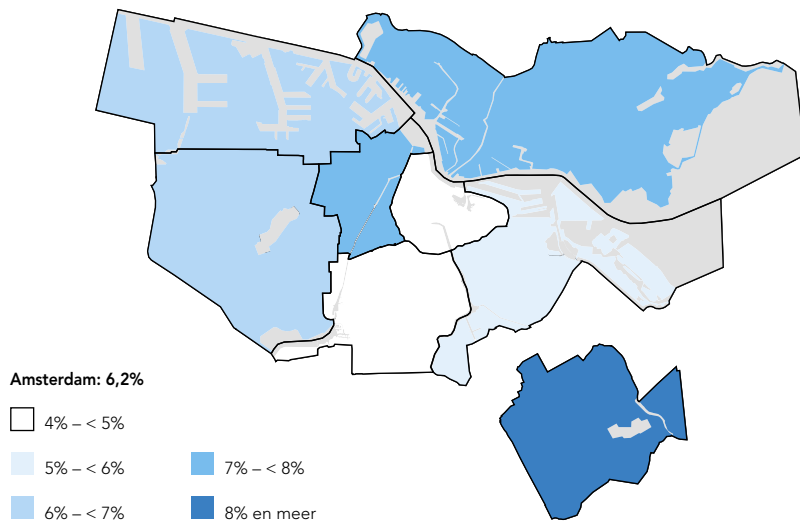 Amsterdam: 6,2%
4% – < 5%
5% – < 6%
6% – < 7%
7% – < 8%
8% en meer